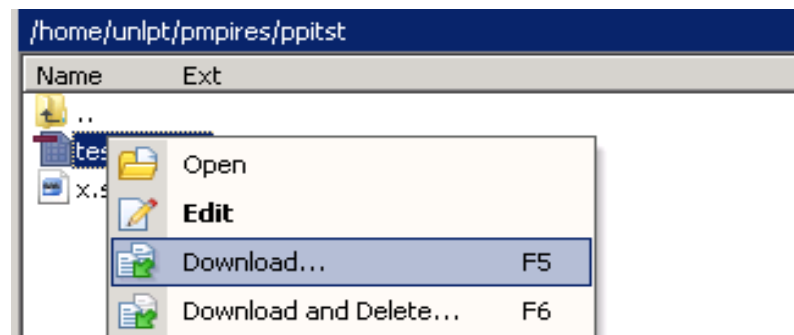 /home/unlpt/pmpires/ppitst
Name Ext
..
Open
Edit
Download... F5
Download and Delete... F6